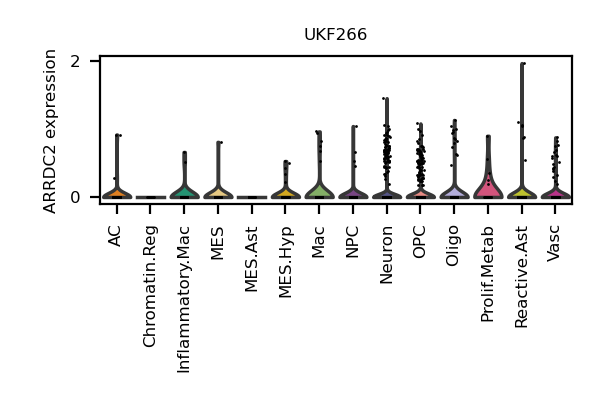 UKF266
ARRDC2 expression
2
0
AC
Chromatin.Reg
Inflammatory.Mac
MES
MES.Ast
MES.Hyp
Mac
NPC
Neuron
OPC
Oligo
Prolif.Metab
Reactive.Ast
Vasc